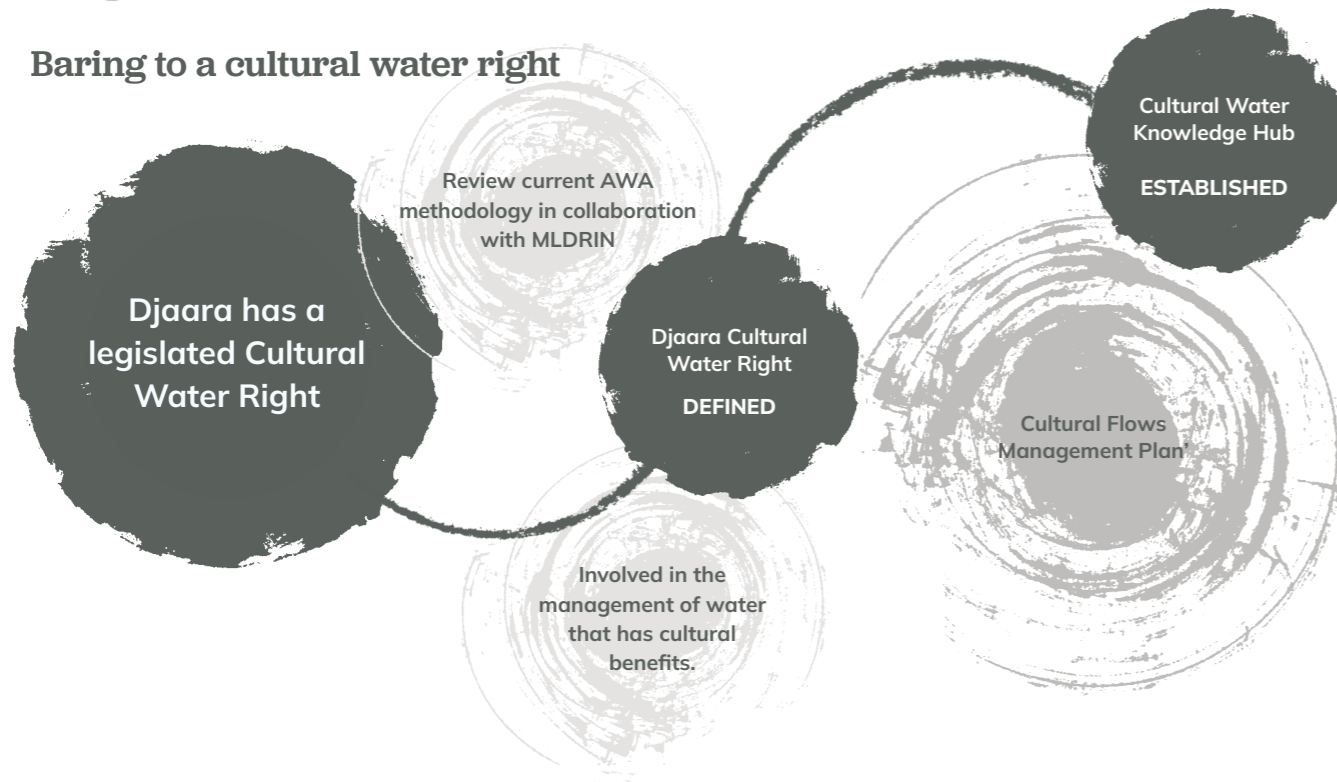 Baring to a cultural water right
Djaara has a
legislated Cultural
Water Right
Review current AWA
methodology in collaboration
with MLDRIN
Djaara Cultural
Water Right
DEFINED
Involved in the
management of water
that has cultural
benefits.
Cultural Water
Knowledge Hub
ESTABLISHED
Cultural Flows
Management Plan’